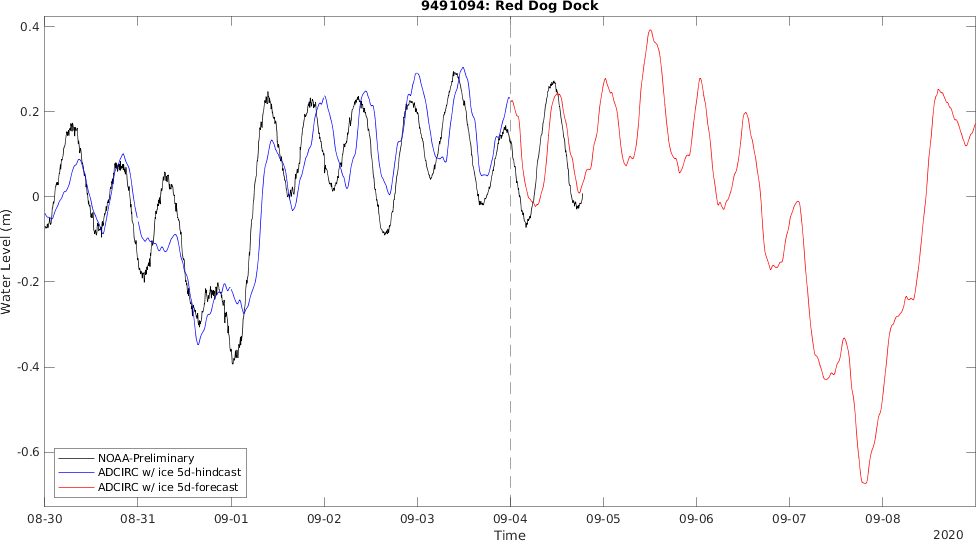 9491094: Red Dog Dock
0.4
0.2
0
-0.2
-0.4
-0.6
Water Level (m)
NOAA-Preliminary
ADCIRC w/ ice 5d-hindcast
ADCIRC w/ ice 5d-forecast
08-30 08-31 09-01 09-02 09-03 09-04 09-05 09-06 09-07 09-08
Time
2020